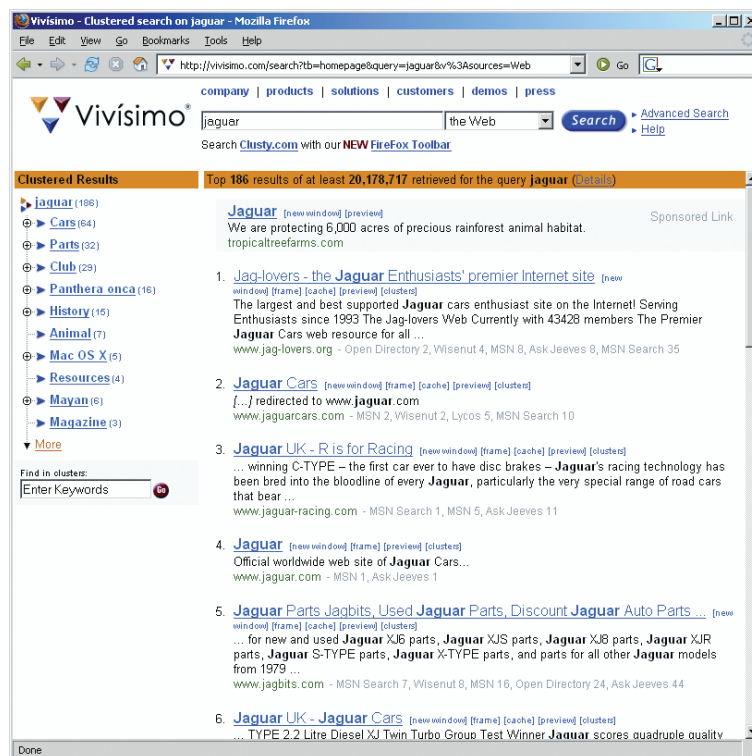 Vivísimo - Clustered search on jaguar - Mozilla Firefox
File Edit View Go Bookmarks Tools Help
http://vivisimo.com/search?tb=homepage&query=jaguar&v%3Asources=Web Go G
company | products | solutions | customers | demos | press
Vivísimo®
jaguar the Web Search Advanced Search
Help
Search Clusty.com with our NEW FireFox Toolbar
Clustered Results
jaguar (186)
Cars (64)
Parts (32)
Club (29)
Panthera onca (16)
History (15)
Animal (7)
Mac OS X (5)
Resources (4)
Mayan (6)
Magazine (3)
More
Find in clusters:
Enter Keywords Go
Top 186 results of at least 20,178,717 retrieved for the query jaguar (Details)
Jaguar [new window] [preview] Sponsored Link
We are protecting 6,000 acres of precious rainforest animal habitat.
tropicaltreefarms.com
1. Jag-lovers - the Jaguar Enthusiasts' premier Internet site [new
window] [frame] [cache] [preview] [clusters]
The largest and best supported Jaguar cars enthusiast site on the Internet! Serving
Enthusiasts since 1993 The Jag-lovers Web Currently with 43428 members The Premier
Jaguar Cars web resource for all ...
www.jag-lovers.org - Open Directory 2, Wisenut 4, MSN 8, Ask Jeeves 8, MSN Search 35
2. Jaguar Cars [new window] [frame] [cache] [preview] [clusters]
[...] redirected to www.jaguar.com
www.jaguarcars.com - MSN 2, Wisenut 2, Lycos 5, MSN Search 10
3. Jaguar UK - R is for Racing [new window] [frame] [cache] [preview] [clusters]
... winning C-TYPE – the first car ever to have disc brakes – Jaguar's racing technology has
been bred into the bloodline of every Jaguar, particularly the very special range of road cars
that bear ...
www.jaguar-racing.com - MSN Search 1, MSN 5, Ask Jeeves 11
4. Jaguar [new window] [frame] [preview] [clusters]
Official worldwide web site of Jaguar Cars...
www.jaguar.com - MSN 1, Ask Jeeves 1
5. Jaguar Parts Jagbits, Used Jaguar Parts, Discount Jaguar Auto Parts ... [new
window] [frame] [cache] [preview] [clusters]
... for new and used Jaguar XJ6 parts, Jaguar XJS parts, Jaguar XJ8 parts, Jaguar XJR
parts, Jaguar S-TYPE parts, Jaguar X-TYPE parts, and parts for all other Jaguar models
from 1979 ...
www.jagbits.com - MSN Search 7, Wisenut 8, MSN 16, Open Directory 24, Ask Jeeves 44
6. Jaguar UK - Jaguar Cars [new window] [frame] [cache] [preview] [clusters]
... TYPE 2.2 Litre Diesel XJ Twin Turbo Group Test Winner Jaguar scores quadruple quality
Done